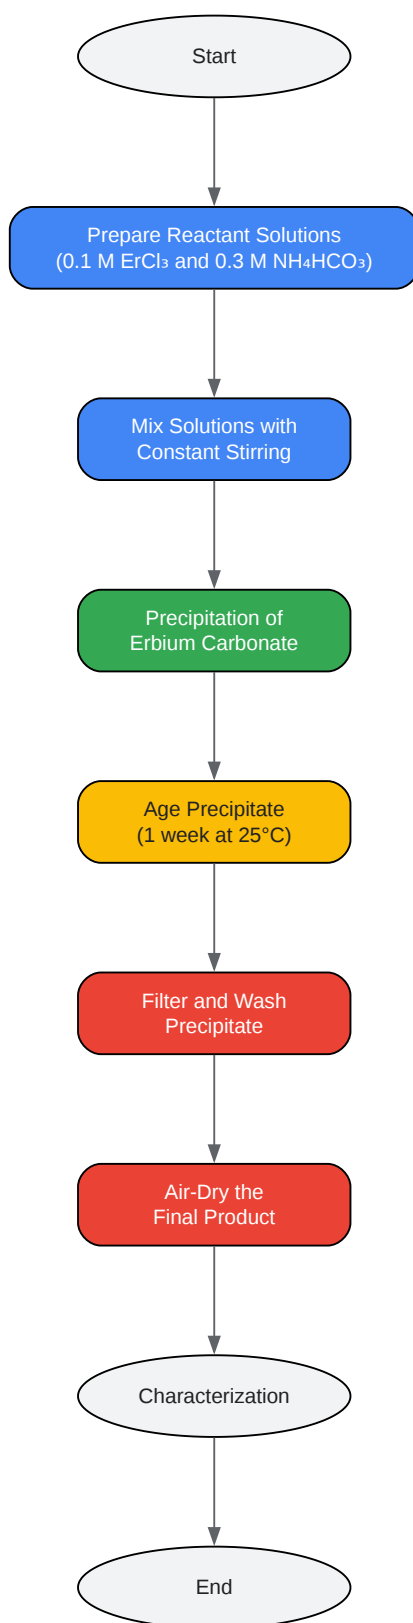 Start
Prepare Reactant Solutions
(0.1 M ErCl₃ and 0.3 M NH₄HCO₃)
Mix Solutions with
Constant Stirring
Precipitation of
Erbium Carbonate
Age Precipitate
(1 week at 25°C)
Filter and Wash
Precipitate
Air-Dry the
Final Product
Characterization
End